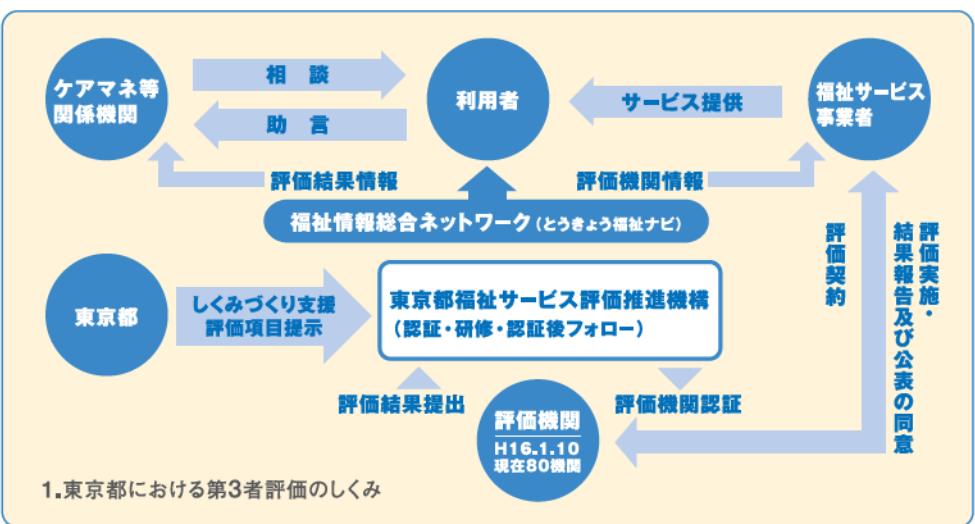 ケアマネ等
関係機関
相 談
助 言
利用者
サービス提供
福祉サービス
事業者
評価結果情報
評価機関情報
福祉情報総合ネットワーク(とうきょう福祉ナビ)
東京都
しくみづくり支援
評価項目提示
東京都福祉サービス評価推進機構
(認証・研修・認証後フォロー)
評価契約
評価実施・
結果報告及び公表の同意
評価結果提出
評価機関認証
評価機関
H16.1.10
現在80機関
1.東京都における第3者評価のしくみ